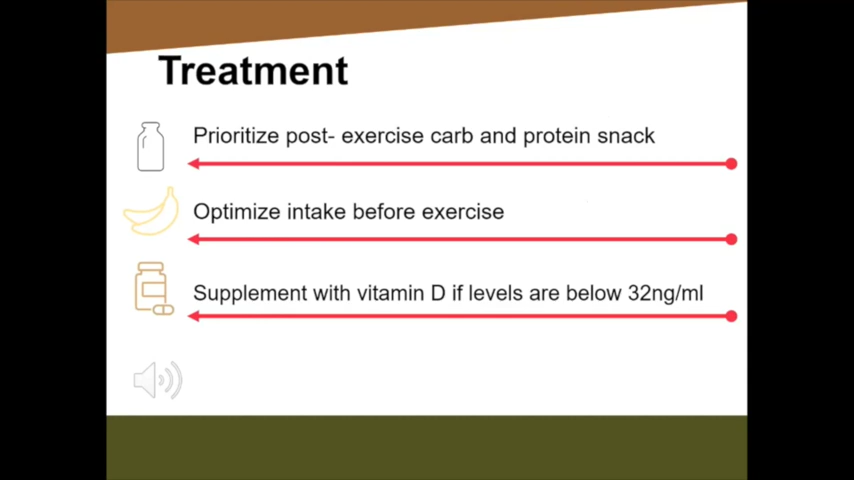 Treatment
Prioritize post- exercise carb and protein snack
Optimize intake before exercise
Supplement with vitamin D if levels are below 32ng/ml